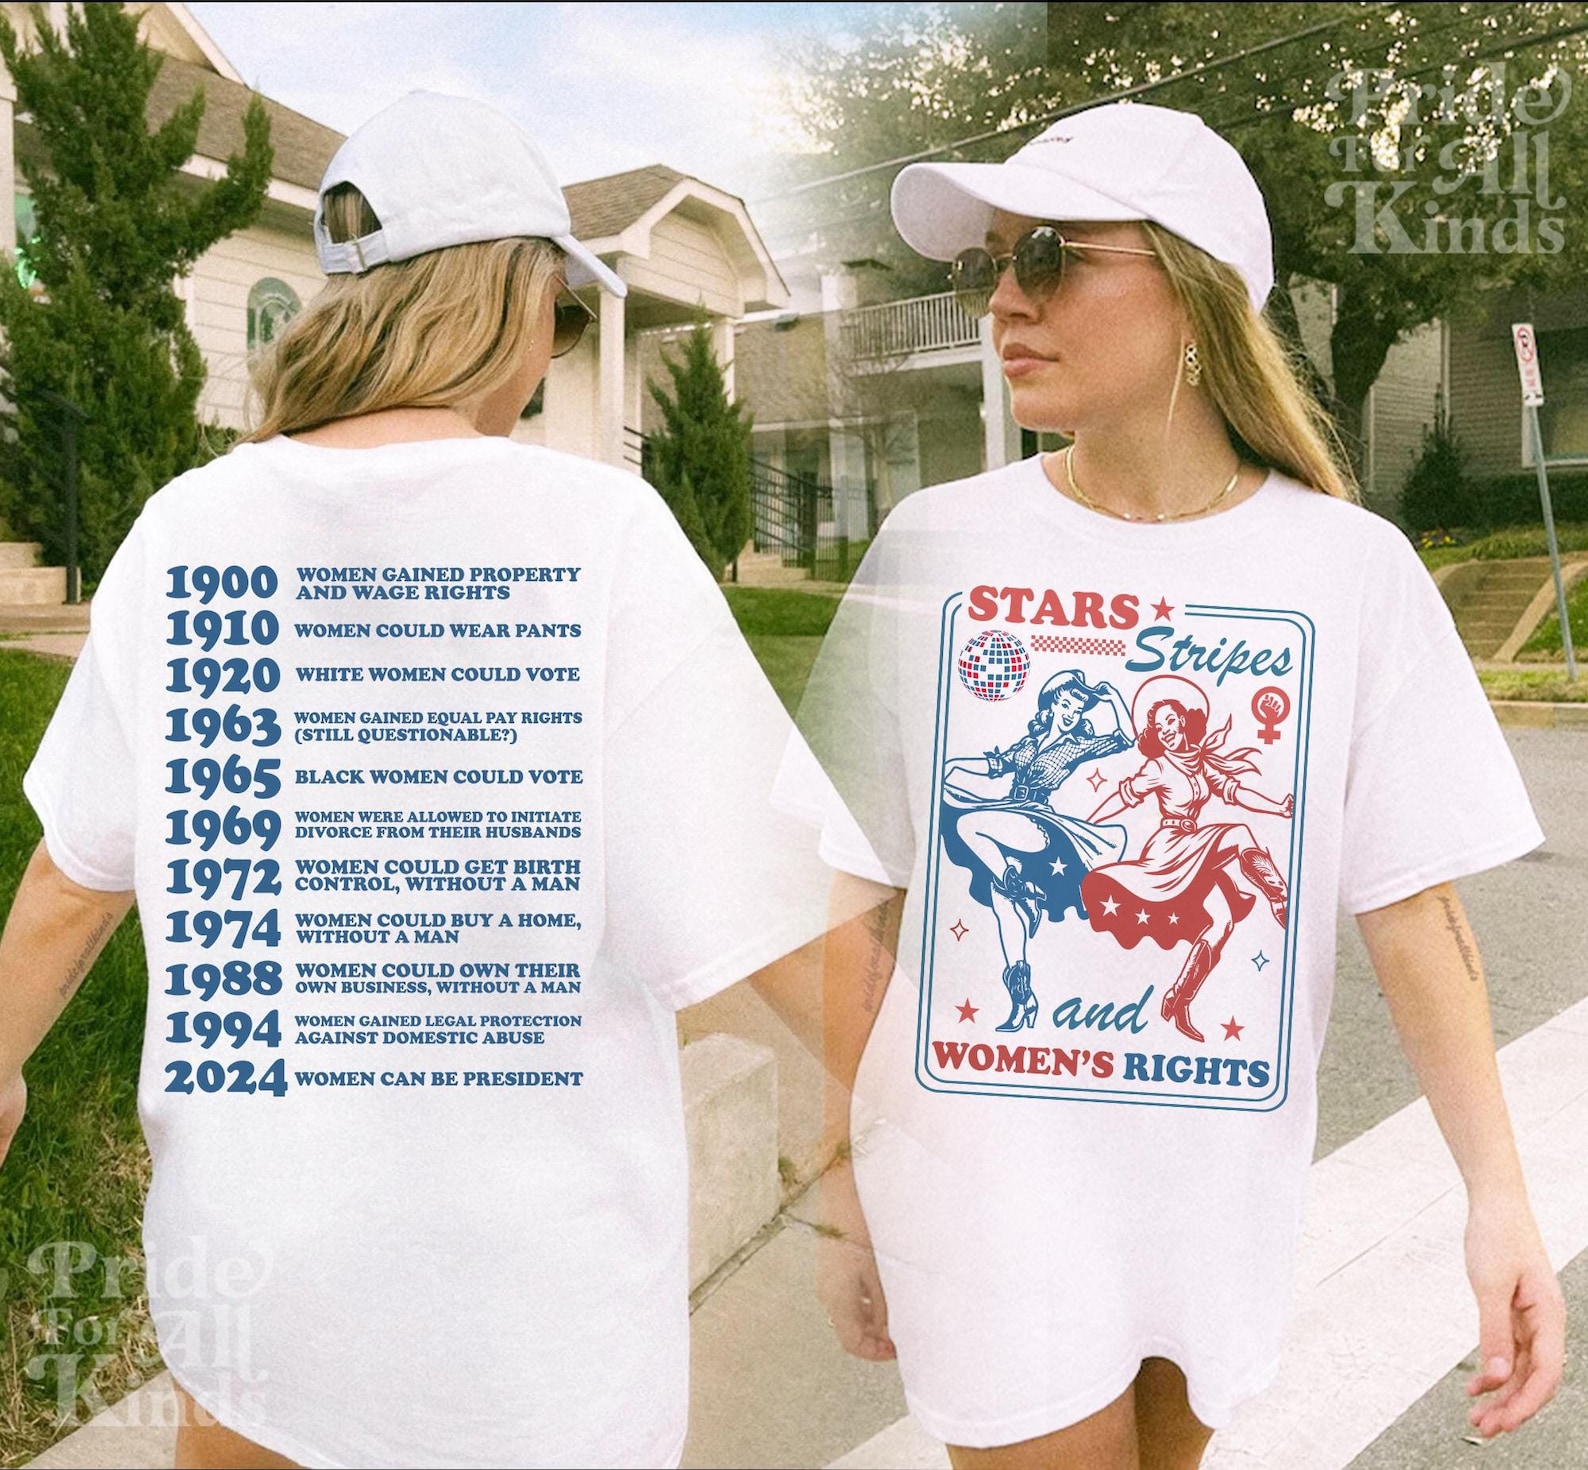 Pride
For All
Kinds
1900 WOMEN GAINED PROPERTY
AND WAGE RIGHTS
1910 WOMEN COULD WEAR PANTS
1920 WHITE WOMEN COULD VOTE
1963 WOMEN GAINED EQUAL PAY RIGHTS
(STILL QUESTIONABLE?)
1965 BLACK WOMEN COULD VOTE
1969 WOMEN WERE ALLOWED TO INITIATE
DIVORCE FROM THEIR HUSBANDS
1972 WOMEN COULD GET BIRTH
CONTROL, WITHOUT A MAN
1974 WOMEN COULD BUY A HOME,
WITHOUT A MAN
1988 WOMEN COULD OWN THEIR
OWN BUSINESS, WITHOUT A MAN
1994 WOMEN GAINED LEGAL PROTECTION
AGAINST DOMESTIC ABUSE
2024 WOMEN CAN BE PRESIDENT
STARS
Stripes
and
WOMEN'S RIGHTS
prideforallkinds
prideforallkinds
prideforallkinds
Pride
For All
Kinds